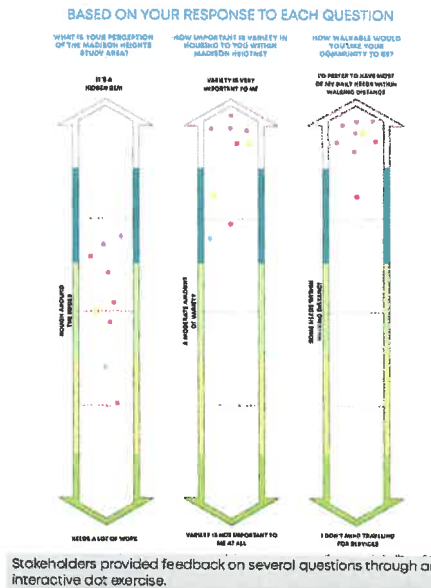 BASED ON YOUR RESPONSE TO EACH QUESTION
WHAT IS YOUR PERCEPTION
OF THE MADISON HEIGHTS
STUDY AREA?
HOW IMPORTANT IS VARIETY IN
HOUSING TO YOU WITHIN
MADISON HEIGHTS?
HOW WALKABLE WOULD
YOU LIKE YOUR
COMMUNITY TO BE?
IT'S A
HIDDEN GEM
VARIETY IS VERY
IMPORTANT TO ME
I'D PREFER TO HAVE MOST
OF MY DAILY NEEDS WITHIN
WALKING DISTANCE
ROUGH AROUND
THE EDGES
A MODERATE AMOUNT
OF VARIETY
SOME NEEDS WITHIN
WALKING DISTANCE
NEEDS A LOT OF WORK
VARIETY IS NOT IMPORTANT TO
ME AT ALL
I DON'T MIND TRAVELLING
FOR SERVICES
Stakeholders provided feedback on several questions through an
interactive dot exercise.